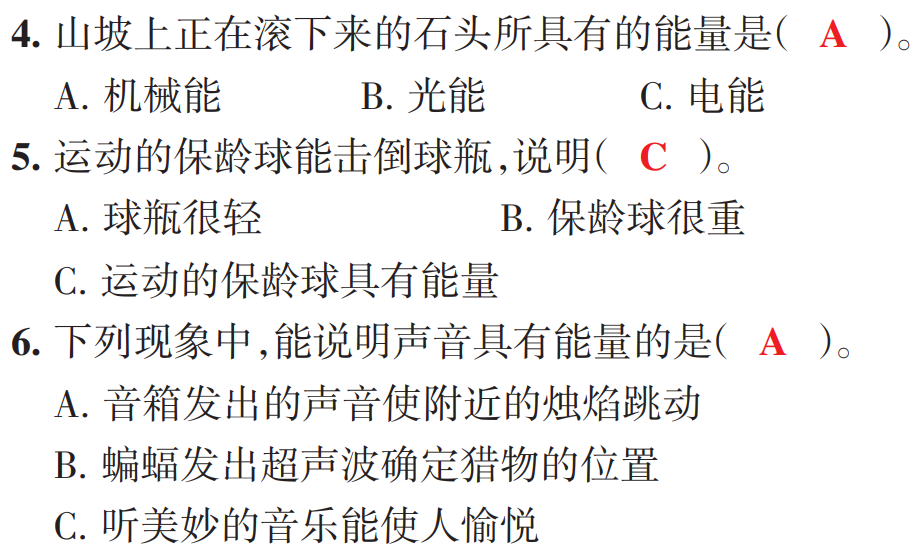 4. 山坡上正在滚下来的石头所具有的能量是( A )。
A. 机械能 B. 光能 C. 电能
5. 运动的保龄球能击倒球瓶,说明( C )。
A. 球瓶很轻 B. 保龄球很重
C. 运动的保龄球具有能量
6. 下列现象中,能说明声音具有能量的是( A )。
A. 音箱发出的声音使附近的烛焰跳动
B. 蝙蝠发出超声波确定猎物的位置
C. 听美妙的音乐能使人愉悦